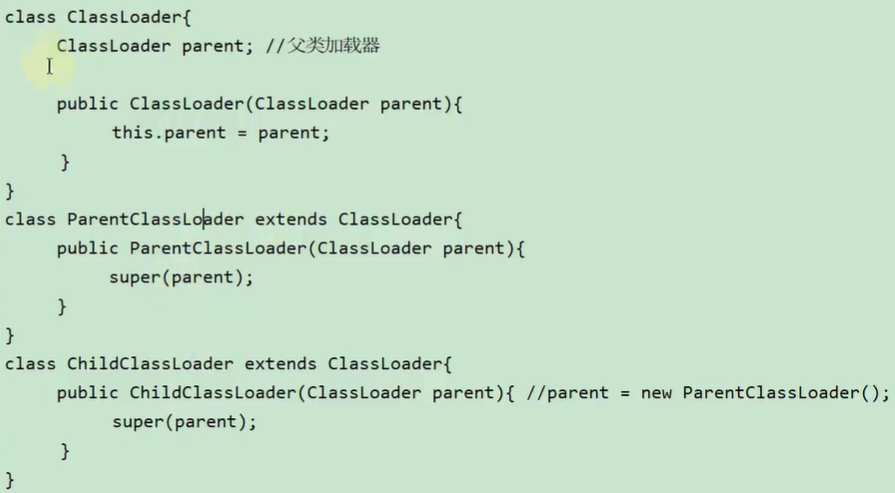 class ClassLoader{
ClassLoader parent; //父类加载器
public ClassLoader(ClassLoader parent){
this.parent = parent;
}
}
class ParentClassLoader extends ClassLoader{
public ParentClassLoader(ClassLoader parent){
super(parent);
}
}
class ChildClassLoader extends ClassLoader{
public ChildClassLoader(ClassLoader parent){ //parent = new ParentClassLoader();
super(parent);
}
}